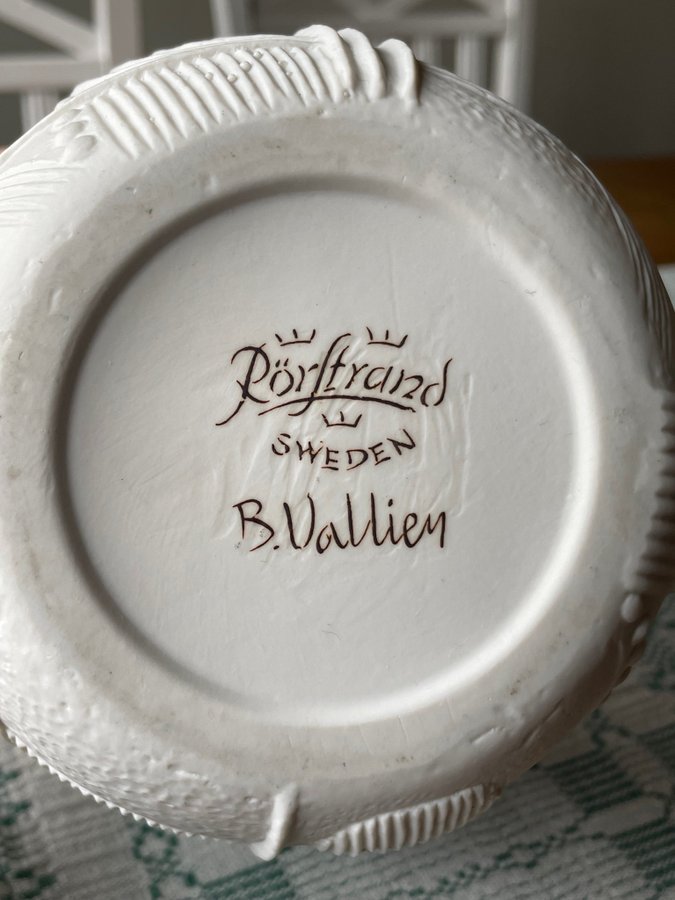 Rörstrand
SWEDEN
B. Vallien